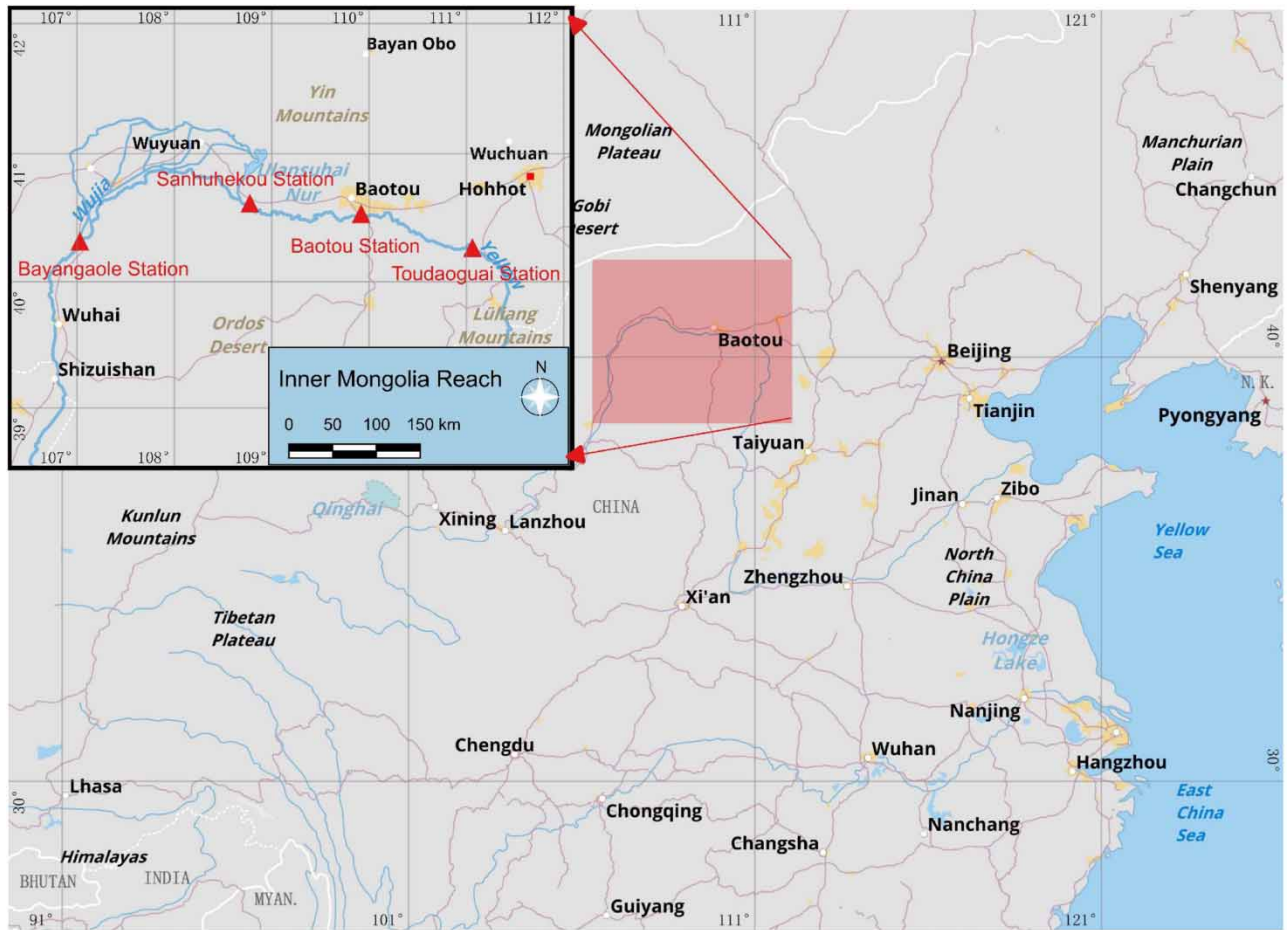 107°
108°
109°
110°
111°
112°
42°
Bayan Obo
Yin
Mountains
Wuyuan
Wuchuan
41°
Ulansuhai
Nur
Sanhuhekou Station
Baotou
Hohhot
Wujia
Baotou Station
Yellow
Bayangaole Station
Toudaoguai Station
40°
Wuhai
Ordos
Desert
Lüliang
Mountains
Shizuishan
Inner Mongolia Reach
N
0 50 100 150 km
39°
107°
108°
109°
111°
121°
Mongolian
Plateau
Manchurian
Plain
Changchun
Gobi
esert
Shenyang
Baotou
Beijing
40°
N.K.
Tianjin
Pyongyang
Taiyuan
Jinan
Zibo
CHINA
Qinghai
Kunlun
Mountains
Xining
Lanzhou
Yellow
Sea
North
China
Plain
Zhengzhou
Xi'an
Tibetan
Plateau
Hongze
Lake
Nanjing
Chengdu
Wuhan
Hangzhou
30°
30°
Lhasa
Chongqing
East
China
Sea
Nanchang
Changsha
Himalayas
BHUTAN
INDIA
MYAN.
Guiyang
91°
101°
111°
121°